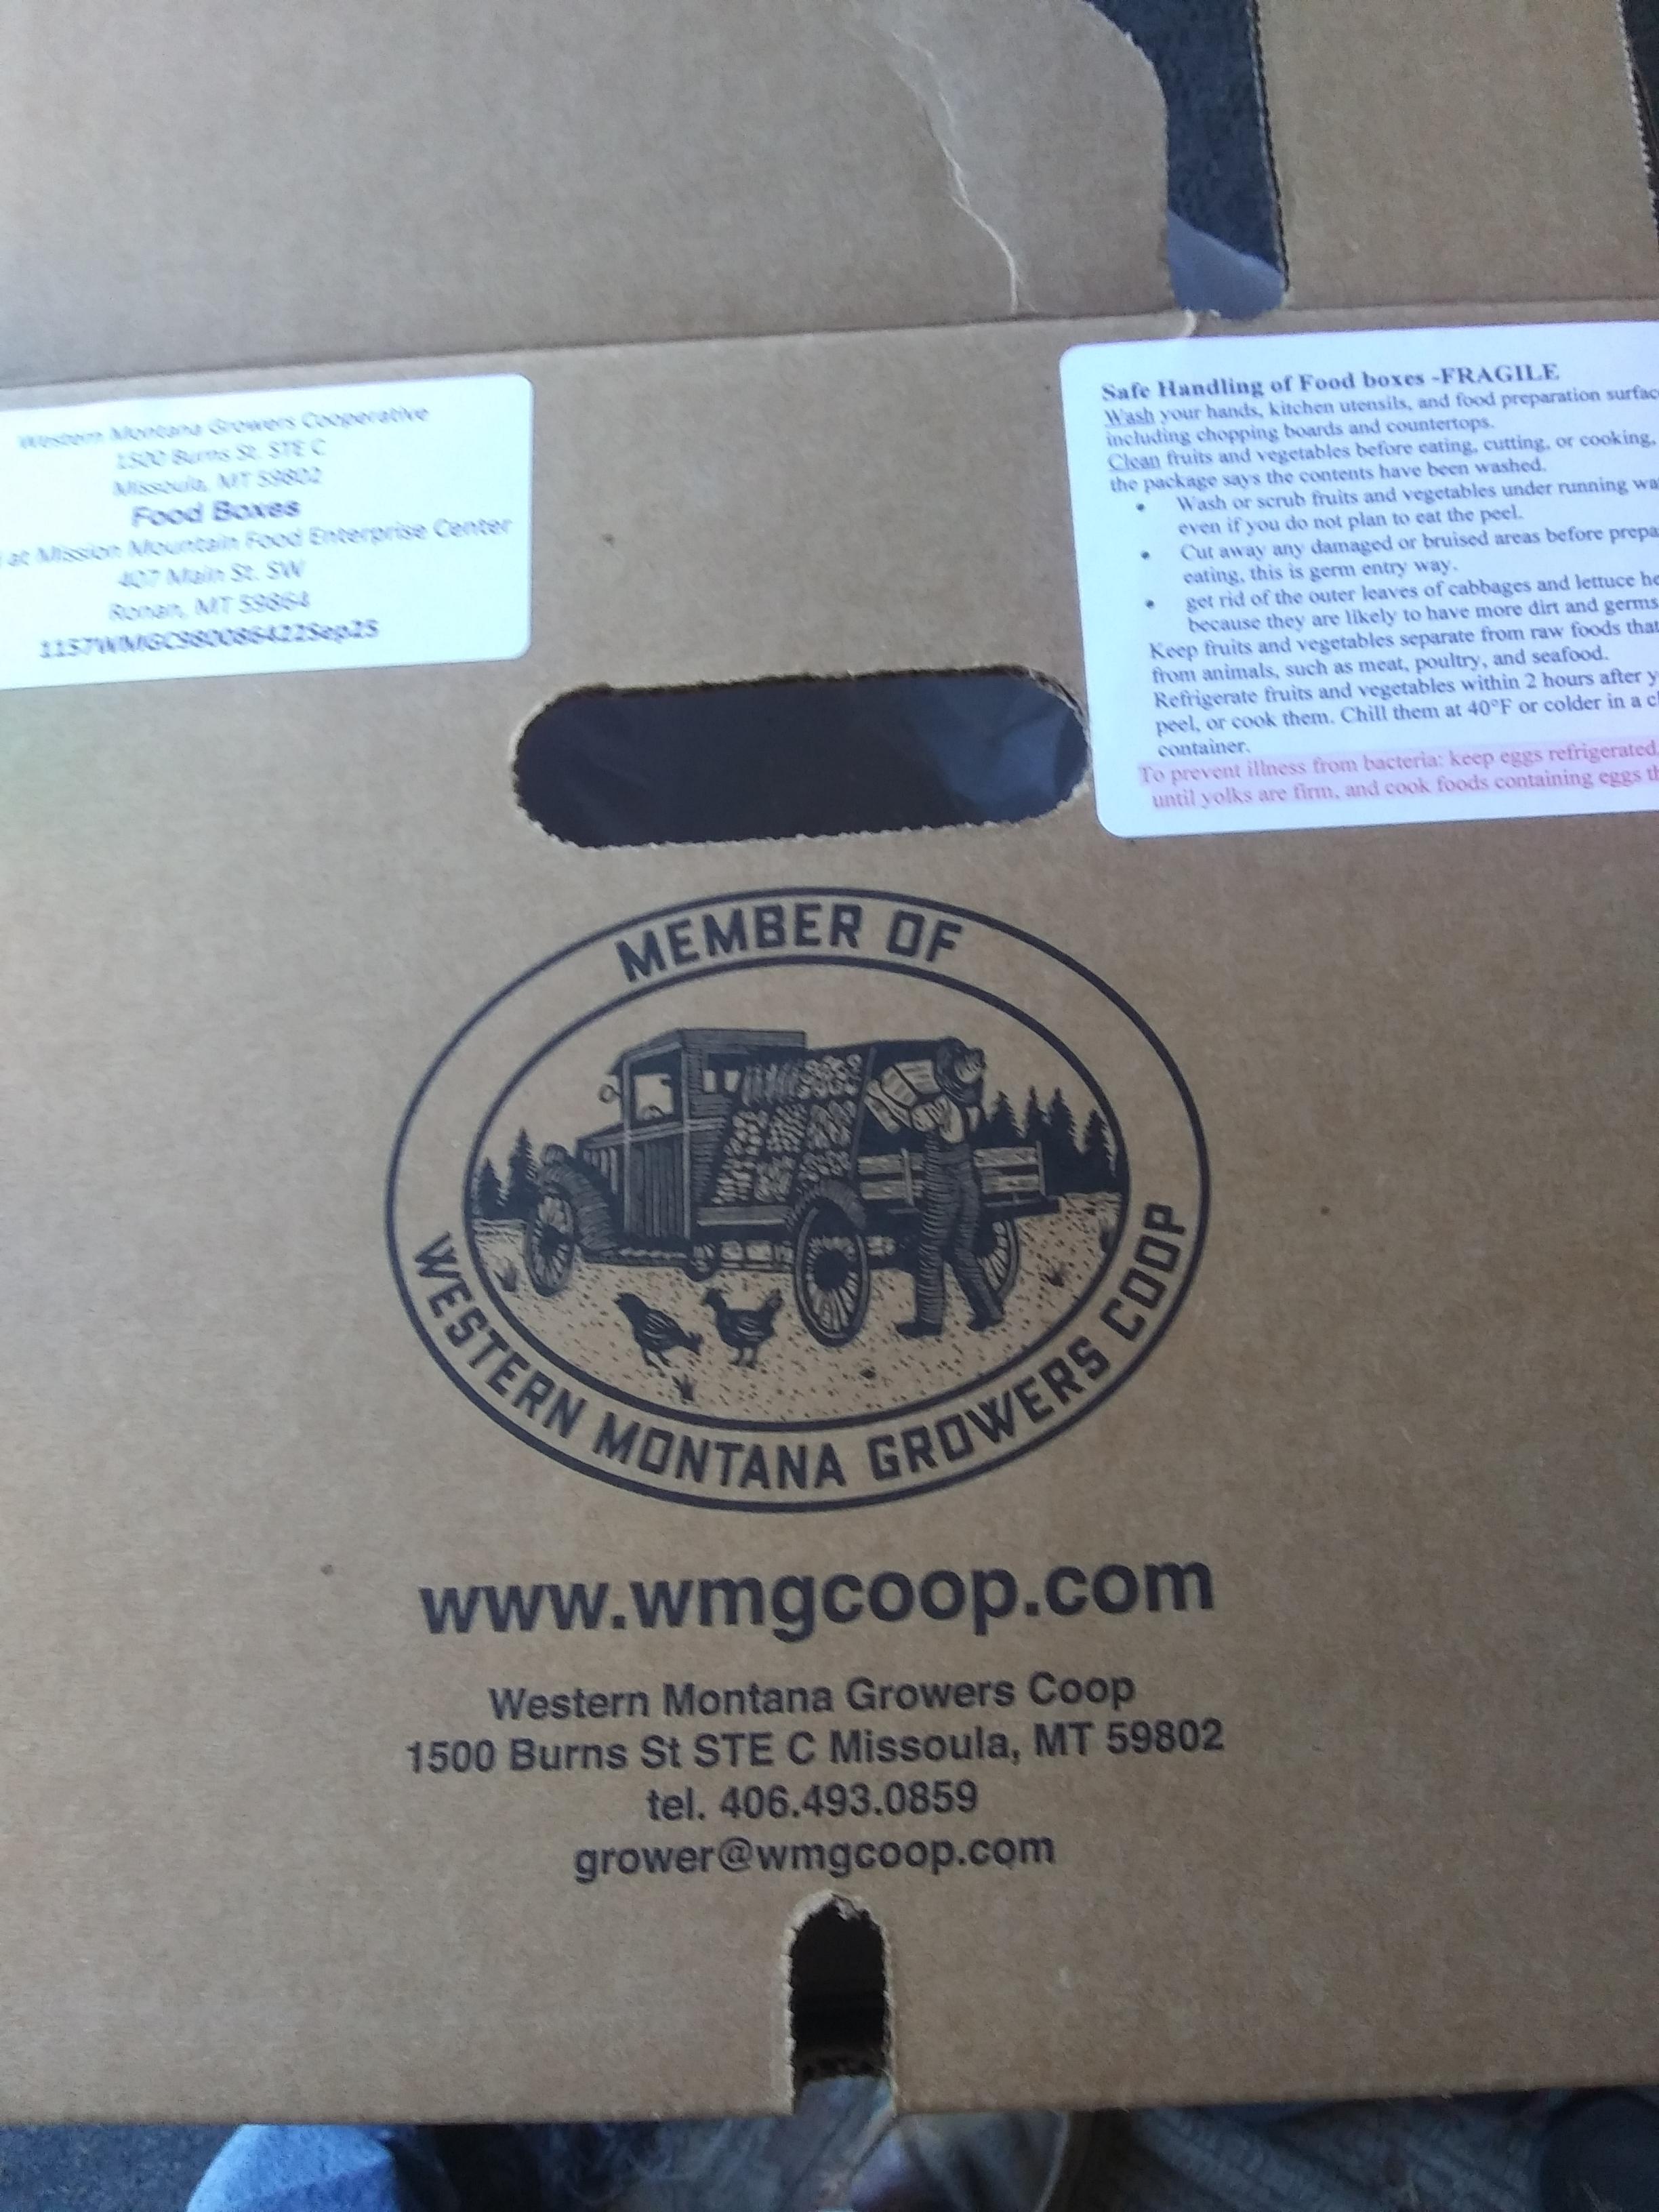 Western Montana Growers Cooperative
1500 Burns St. STE C
Missoula, MT 59802
Food Boxes
at Mission Mountain Food Enterprise Center
407 Main St. SW
Ronan, MT 59864
Safe Handling of Food boxes -FRAGILE
Wash your hands, kitchen utensils, and food preparation
including chopping boards and countertops.
Clean fruits and vegetables before eating, cutting, or cooking,
the package says the contents have been washed.
• Wash or scrub fruits and vegetables under running
even if you do not plan to eat the peel.
• Cut away any damaged or bruised areas before
eating, this is germ entry way.
• get rid of the outer leaves of cabbages and lettuce
because they are likely to have more dirt and germs
Keep fruits and vegetables separate from raw foods that
from animals, such as meat, poultry, and seafood.
Refrigerate fruits and vegetables within 2 hours after
peel, or cook them. Chill them at 40°F or colder in a
container.
To prevent illness from bacteria: keep eggs refrigerated,
until yolks are firm, and cook foods containing eggs
MEMBER OF
WESTERN MONTANA GROWERS COOP
www.wmgcoop.com
Western Montana Growers Coop
1500 Burns St STE C Missoula, MT 59802
tel. 406.493.0859
grower@wmgcoop.com